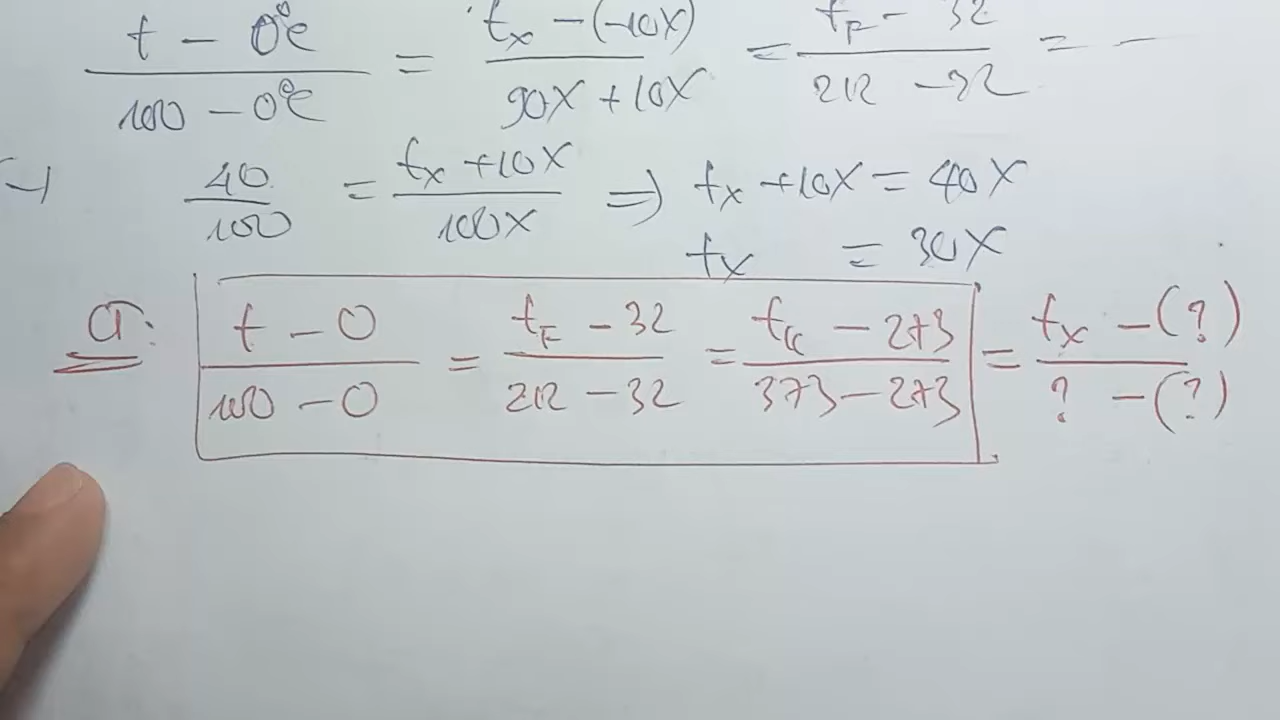 t - 0°C / 100 - 0°C = tx - (-10X) / 90X + 10X = tF - 32 / 212 - 32 = -
40 / 100 = tx + 10X / 100X ⇒ tx + 10X = 40X
tx = 30X
t - 0 / 100 - 0 = tF - 32 / 212 - 32 = tK - 273 / 373 - 273 = tx - (?) / ? - (?)